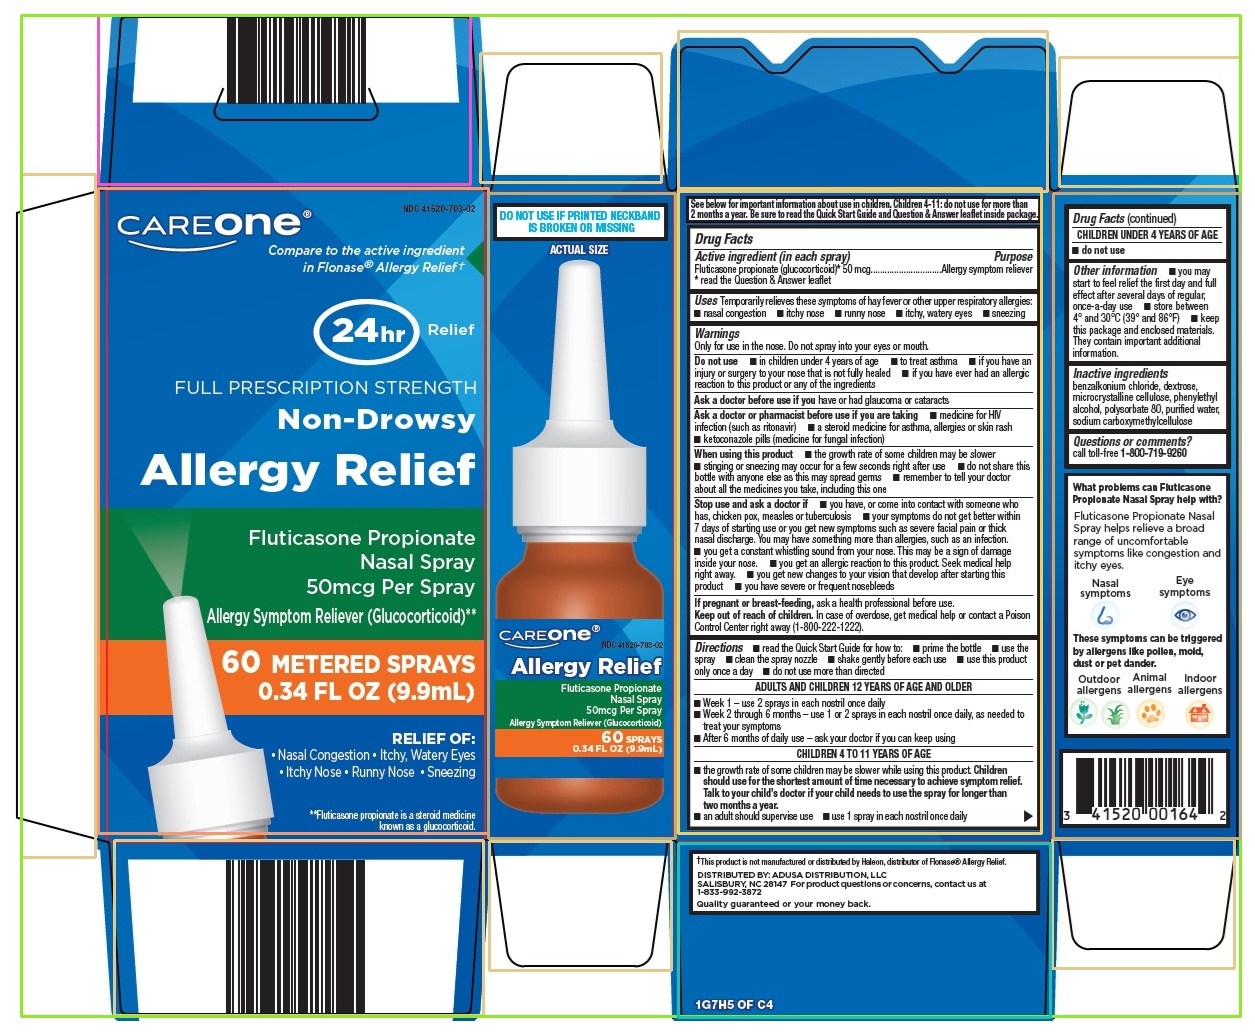 CAREONE®
NDC 41520-703-02
Compare to the active ingredient
in Flonase® Allergy Relief†
24hr Relief
FULL PRESCRIPTION STRENGTH
Non-Drowsy
Allergy Relief
Fluticasone Propionate
Nasal Spray
50mcg Per Spray
Allergy Symptom Reliever (Glucocorticoid)**
60 METERED SPRAYS
0.34 FL OZ (9.9mL)
RELIEF OF:
• Nasal Congestion • Itchy, Watery Eyes
• Itchy Nose • Runny Nose • Sneezing
**Fluticasone propionate is a steroid medicine
known as a glucocorticoid.
DO NOT USE IF PRINTED NECKBAND
IS BROKEN OR MISSING
ACTUAL SIZE
CAREONE®
NDC 41520-703-02
Allergy Relief
Fluticasone Propionate
Nasal Spray
50mcg Per Spray
Allergy Symptom Reliever (Glucocorticoid)
60 SPRAYS
0.34 FL OZ (9.9mL)
See below for important information about use in children. Children 4-11: do not use for more than
2 months a year. Be sure to read the Quick Start Guide and Question & Answer leaflet inside package.
Drug Facts
Active ingredient (in each spray) Purpose
Fluticasone propionate (glucocorticoid)* 50 mcg............................Allergy symptom reliever
* read the Question & Answer leaflet
Uses Temporarily relieves these symptoms of hay fever or other upper respiratory allergies:
■ nasal congestion ■ itchy nose ■ runny nose ■ itchy, watery eyes ■ sneezing
Warnings
Only for use in the nose. Do not spray into your eyes or mouth.
Do not use ■ in children under 4 years of age ■ to treat asthma ■ if you have an
injury or surgery to your nose that is not fully healed ■ if you have ever had an allergic
reaction to this product or any of the ingredients
Ask a doctor before use if you have or had glaucoma or cataracts
Ask a doctor or pharmacist before use if you are taking ■ medicine for HIV
infection (such as ritonavir) ■ a steroid medicine for asthma, allergies or skin rash
■ ketoconazole pills (medicine for fungal infection)
When using this product ■ the growth rate of some children may be slower
■ stinging or sneezing may occur for a few seconds right after use ■ do not share this
bottle with anyone else as this may spread germs ■ remember to tell your doctor
about all the medicines you take, including this one
Stop use and ask a doctor if ■ you have, or come into contact with someone who
has, chicken pox, measles or tuberculosis ■ your symptoms do not get better within
7 days of starting use or you get new symptoms such as severe facial pain or thick
nasal discharge. You may have something more than allergies, such as an infection.
■ you get a constant whistling sound from your nose. This may be a sign of damage
inside your nose. ■ you get an allergic reaction to this product. Seek medical help
right away. ■ you get new changes to your vision that develop after starting this
product ■ you have severe or frequent nosebleeds
If pregnant or breast-feeding, ask a health professional before use.
Keep out of reach of children. In case of overdose, get medical help or contact a Poison
Control Center right away (1-800-222-1222).
Directions ■ read the Quick Start Guide for how to: ■ prime the bottle ■ use the
spray ■ clean the spray nozzle ■ shake gently before each use ■ use this product
only once a day ■ do not use more than directed
ADULTS AND CHILDREN 12 YEARS OF AGE AND OLDER
■ Week 1 – use 2 sprays in each nostril once daily
■ Week 2 through 6 months – use 1 or 2 sprays in each nostril once daily, as needed to
treat your symptoms
■ After 6 months of daily use – ask your doctor if you can keep using
CHILDREN 4 TO 11 YEARS OF AGE
■ the growth rate of some children may be slower while using this product. Children
should use for the shortest amount of time necessary to achieve symptom relief.
Talk to your child's doctor if your child needs to use the spray for longer than
two months a year.
■ an adult should supervise use ■ use 1 spray in each nostril once daily
†This product is not manufactured or distributed by Haleon, distributor of Flonase® Allergy Relief.
DISTRIBUTED BY: ADUSA DISTRIBUTION, LLC
SALISBURY, NC 28147 For product questions or concerns, contact us at
1-833-992-3872
Quality guaranteed or your money back.
1G7H5 OF C4
Drug Facts (continued)
CHILDREN UNDER 4 YEARS OF AGE
■ do not use
Other information ■ you may
start to feel relief the first day and full
effect after several days of regular,
once-a-day use ■ store between
4° and 30°C (39° and 86°F) ■ keep
this package and enclosed materials.
They contain important additional
information.
Inactive ingredients
benzalkonium chloride, dextrose,
microcrystalline cellulose, phenylethyl
alcohol, polysorbate 80, purified water,
sodium carboxymethylcellulose
Questions or comments?
call toll-free 1-800-719-9260
What problems can Fluticasone
Propionate Nasal Spray help with?
Fluticasone Propionate Nasal
Spray helps relieve a broad
range of uncomfortable
symptoms like congestion and
itchy eyes.
Nasal
symptoms
Eye
symptoms
These symptoms can be triggered
by allergens like pollen, mold,
dust or pet dander.
Outdoor
allergens
Animal
allergens
Indoor
allergens
3 41520 00164 2